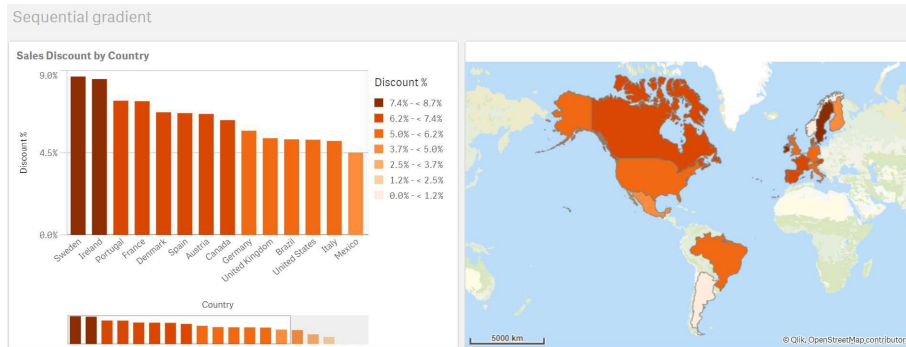 Sequential gradient
Sales Discount by Country
9.0%
4.5%
0.0%
Discount %
Sweden
Ireland
Portugal
France
Denmark
Spain
Austria
Canada
Germany
United Kingdom
Brazil
United States
Italy
Mexico
Country
Discount %
7.4% - < 8.7%
6.2% - < 7.4%
5.0% - < 6.2%
3.7% - < 5.0%
2.5% - < 3.7%
1.2% - < 2.5%
0.0% - < 1.2%
5000 km
© Qlik, OpenStreetMap contributor